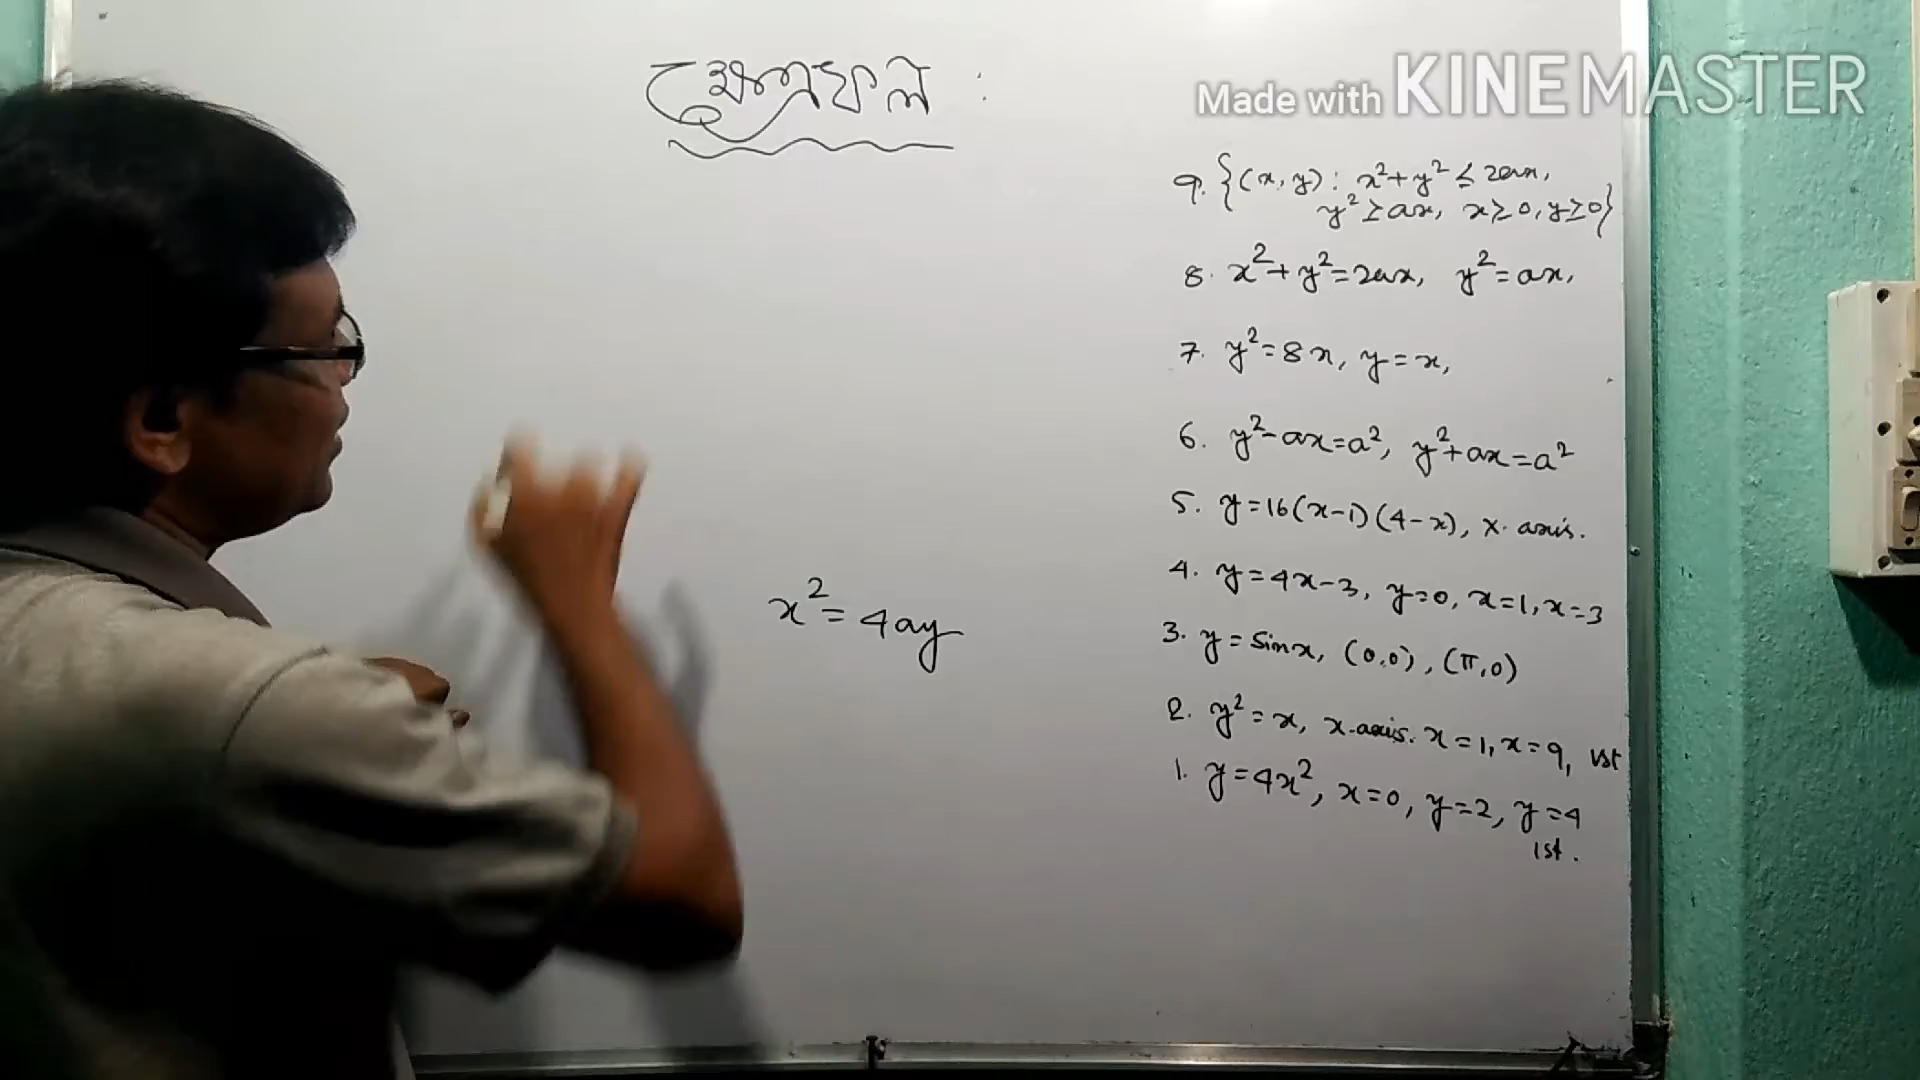 ক্ষেত্রফল :
Made with KINEMASTER
9. {(x, y) : x²+y² ≤ 2ax,
y² ≥ ax, x ≥ 0, y ≥ 0}
8. x²+y²=2ax, y²=ax,
7. y²=8x, y=x,
6. y²-ax=a², y²+ax=a²
5. y=16(x-1)(4-x), x-axis.
4. y=4x-3, y=0, x=1, x=3
3. y=sinx, (0,0), (π,0)
2. y²=x, x-axis. x=1, x=9, 1st
1. y=4x², x=0, y=2, y=4
1st.
x²=4ay